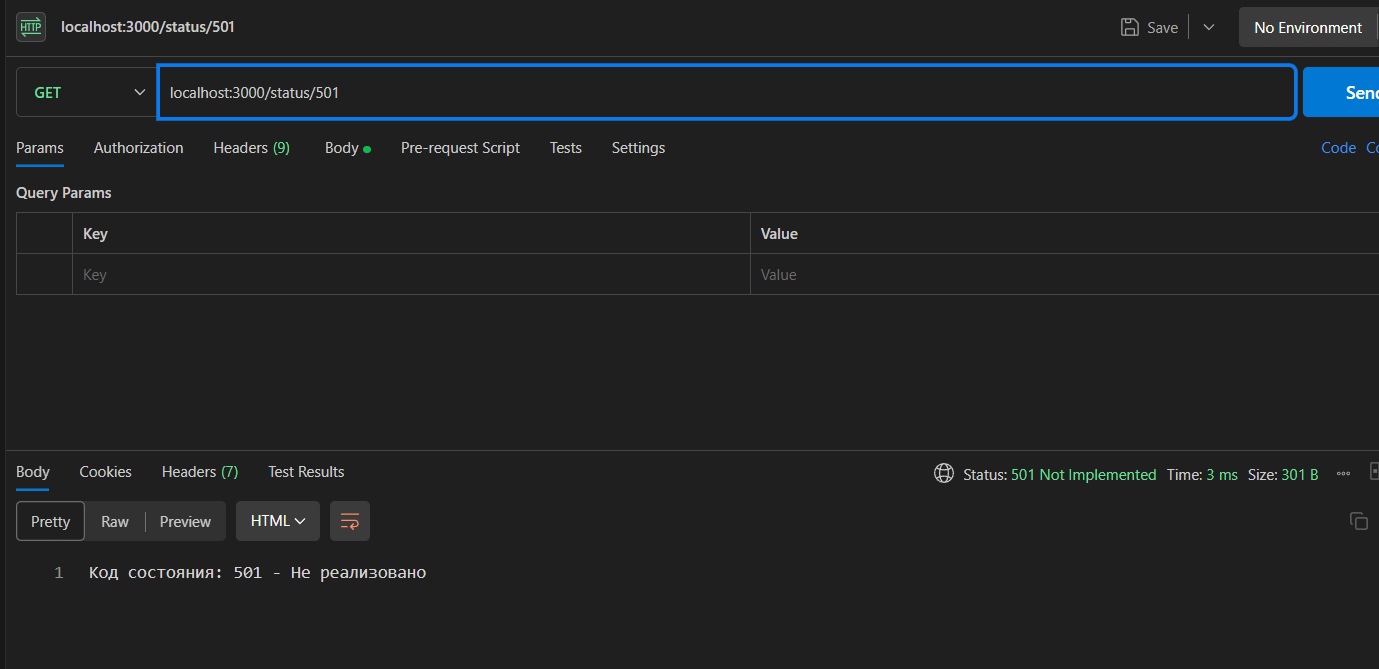 HTTP localhost:3000/status/501 Save No Environment
GET localhost:3000/status/501
Params Authorization Headers (9) Body Pre-request Script Tests Settings Code
Query Params
Key Value
Key Value
Body Cookies Headers (7) Test Results Status: 501 Not Implemented Time: 3 ms Size: 301 B
Pretty Raw Preview HTML
1 Код состояния: 501 - Не реализовано